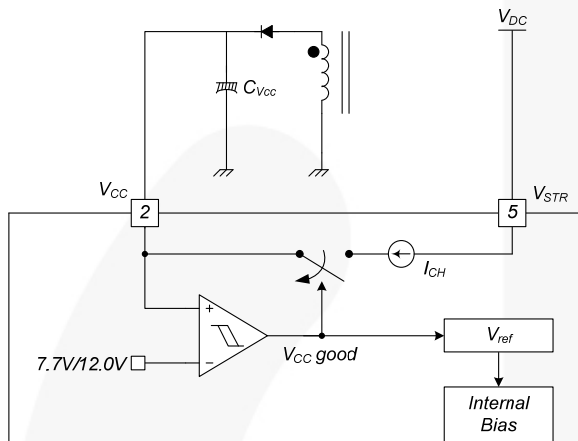 V_DC
C_Vcc
V_CC
2
5
V_STR
I_CH
+
−
7.7V/12.0V
V_CC good
V_ref
Internal
Bias